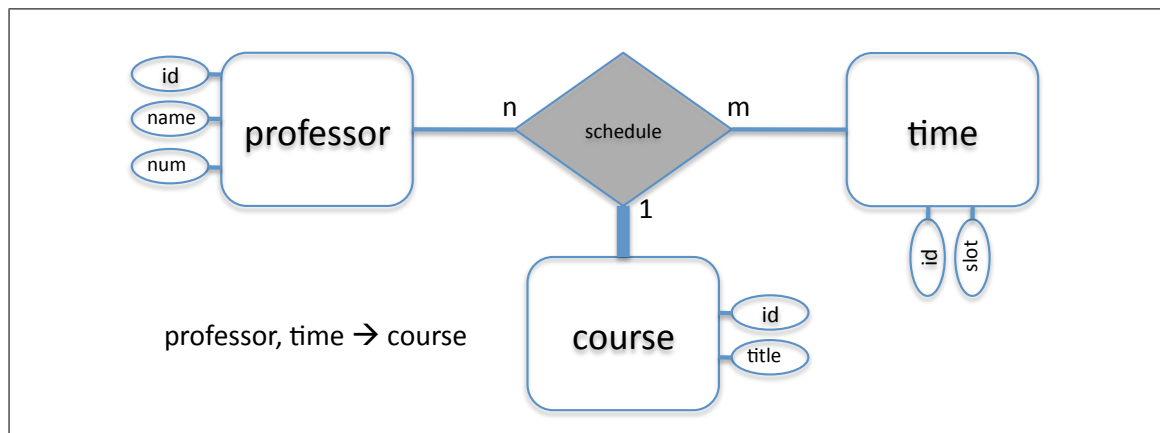 id
name
num
professor
n
schedule
m
time
id
slot
1
course
id
title
professor, time → course